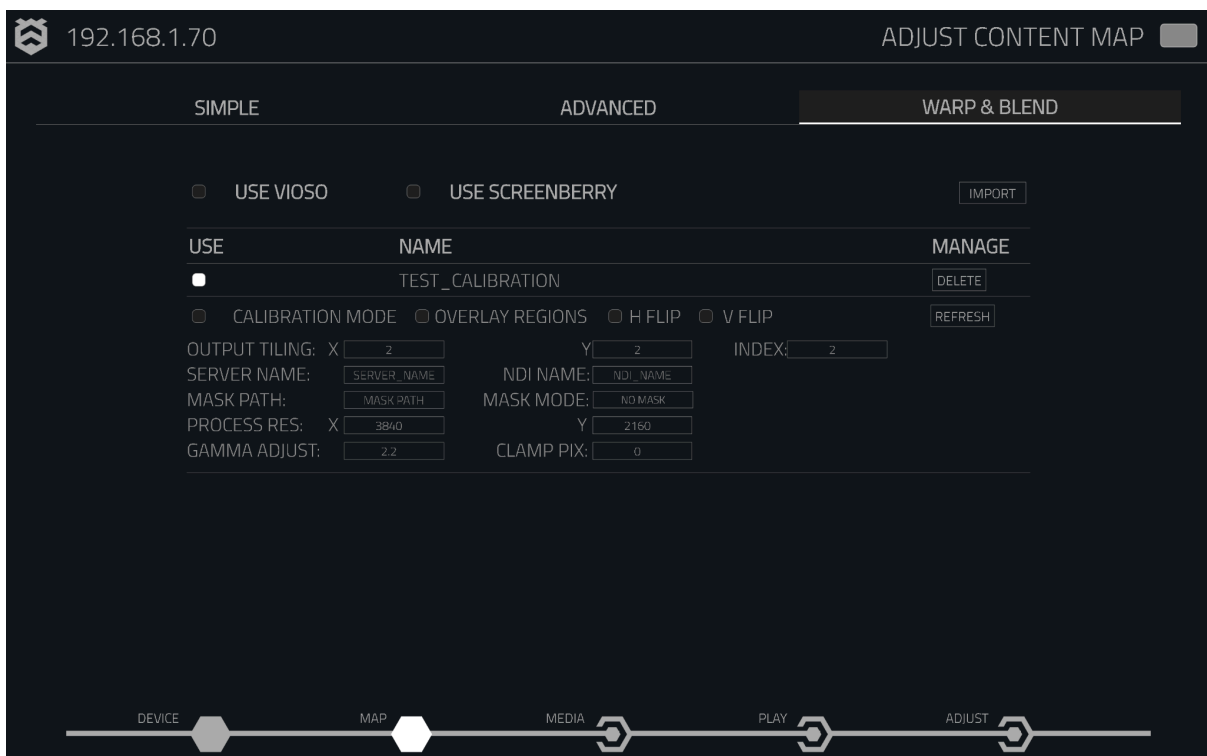 192.168.1.70 ADJUST CONTENT MAP
SIMPLE ADVANCED WARP & BLEND
USE VIOSO USE SCREENBERRY IMPORT
USE NAME MANAGE
TEST_CALIBRATION DELETE
CALIBRATION MODE OVERLAY REGIONS H FLIP V FLIP REFRESH
OUTPUT TILING: X 2 Y 2 INDEX: 2
SERVER NAME: SERVER_NAME NDI NAME: NDI_NAME
MASK PATH: MASK PATH MASK MODE: NO MASK
PROCESS RES: X 3840 Y 2160
GAMMA ADJUST: 2.2 CLAMP PIX: 0
DEVICE MAP MEDIA PLAY ADJUST